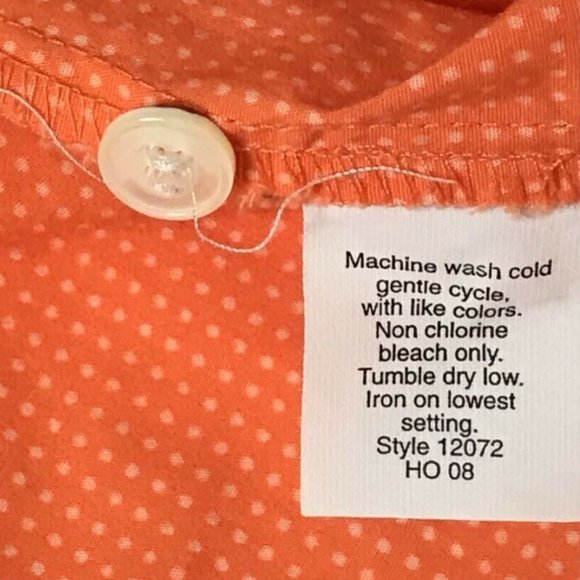 Machine wash cold
gentle cycle,
with like colors.
Non chlorine
bleach only.
Tumble dry low.
Iron on lowest
setting.
Style 12072
HO 08